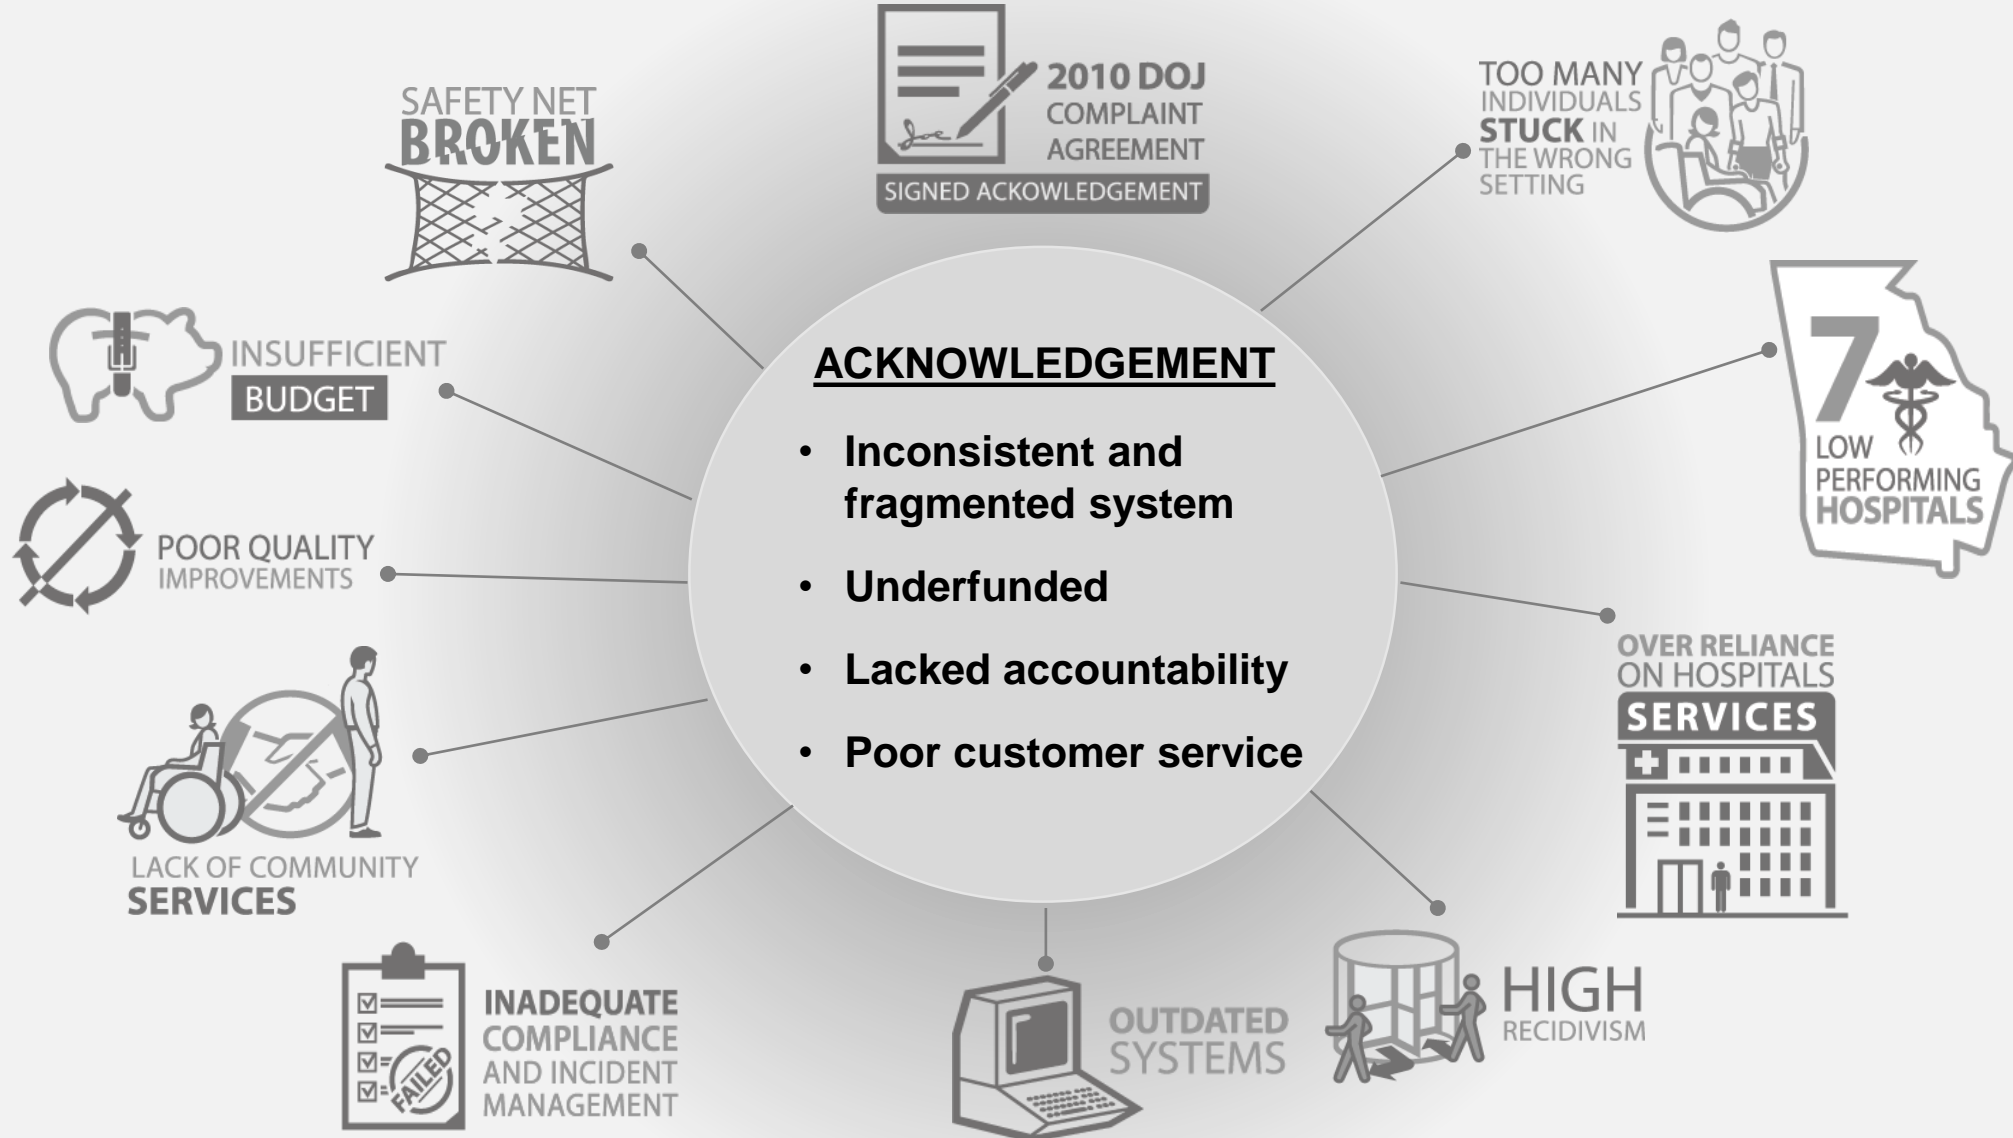 2010 DOJ
COMPLAINT
AGREEMENT
SIGNED ACKOWLEDGEMENT
Joe
SAFETY NET
BROKEN
INSUFFICIENT
BUDGET
POOR QUALITY
IMPROVEMENTS
LACK OF COMMUNITY
SERVICES
INADEQUATE
COMPLIANCE
AND INCIDENT
MANAGEMENT
FAILED
ACKNOWLEDGEMENT
• Inconsistent and
fragmented system
• Underfunded
• Lacked accountability
• Poor customer service
OUTDATED
SYSTEMS
HIGH
RECIDIVISM
OVER RELIANCE
ON HOSPITALS
SERVICES
7
LOW
PERFORMING
HOSPITALS
TOO MANY
INDIVIDUALS
STUCK IN
THE WRONG
SETTING